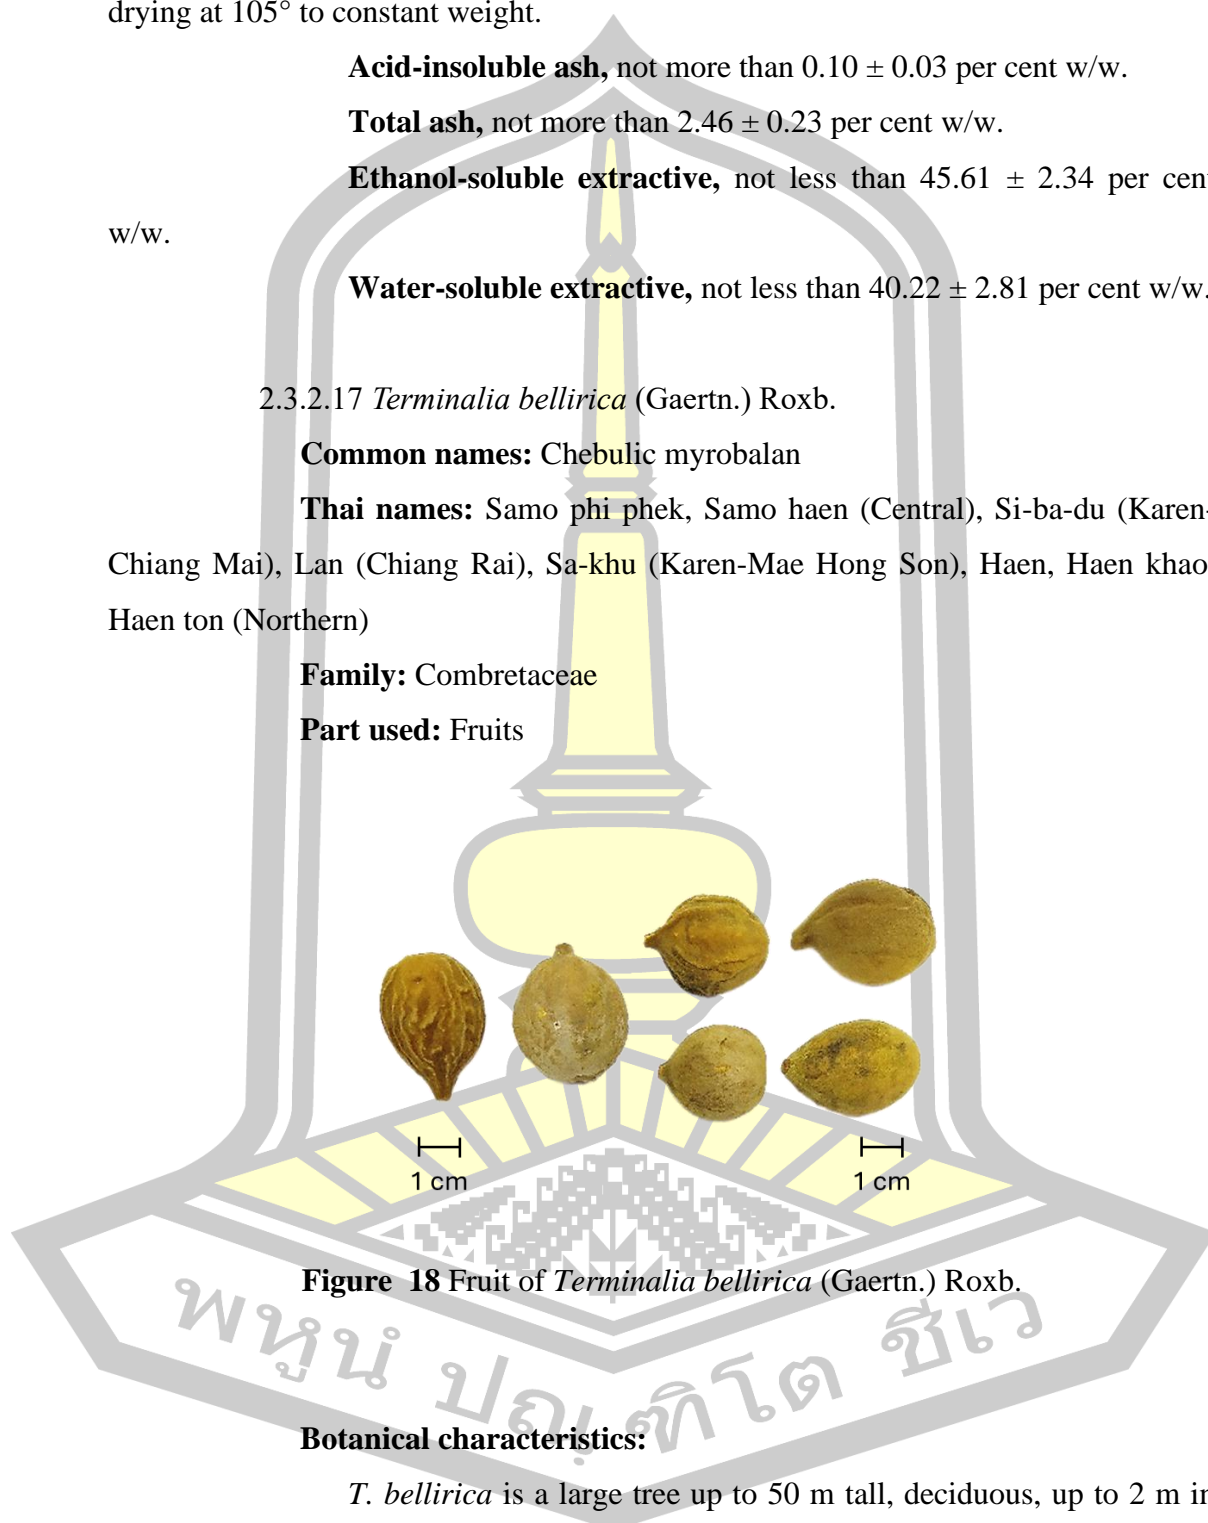 drying at 105° to constant weight.
Acid-insoluble ash, not more than 0.10 ± 0.03 per cent w/w.
Total ash, not more than 2.46 ± 0.23 per cent w/w.
Ethanol-soluble extractive, not less than 45.61 ± 2.34 per cent
w/w.
Water-soluble extractive, not less than 40.22 ± 2.81 per cent w/w.
2.3.2.17 Terminalia bellirica (Gaertn.) Roxb.
Common names: Chebulic myrobalan
Thai names: Samo phi phek, Samo haen (Central), Si-ba-du (Karen-
Chiang Mai), Lan (Chiang Rai), Sa-khu (Karen-Mae Hong Son), Haen, Haen khao
Haen ton (Northern)
Family: Combretaceae
Part used: Fruits
1 cm
1 cm
Figure 18 Fruit of Terminalia bellirica (Gaertn.) Roxb.
พหูนํ ปณฺฑิโต ชีเว
Botanical characteristics:
T. bellirica is a large tree up to 50 m tall, deciduous, up to 2 m in